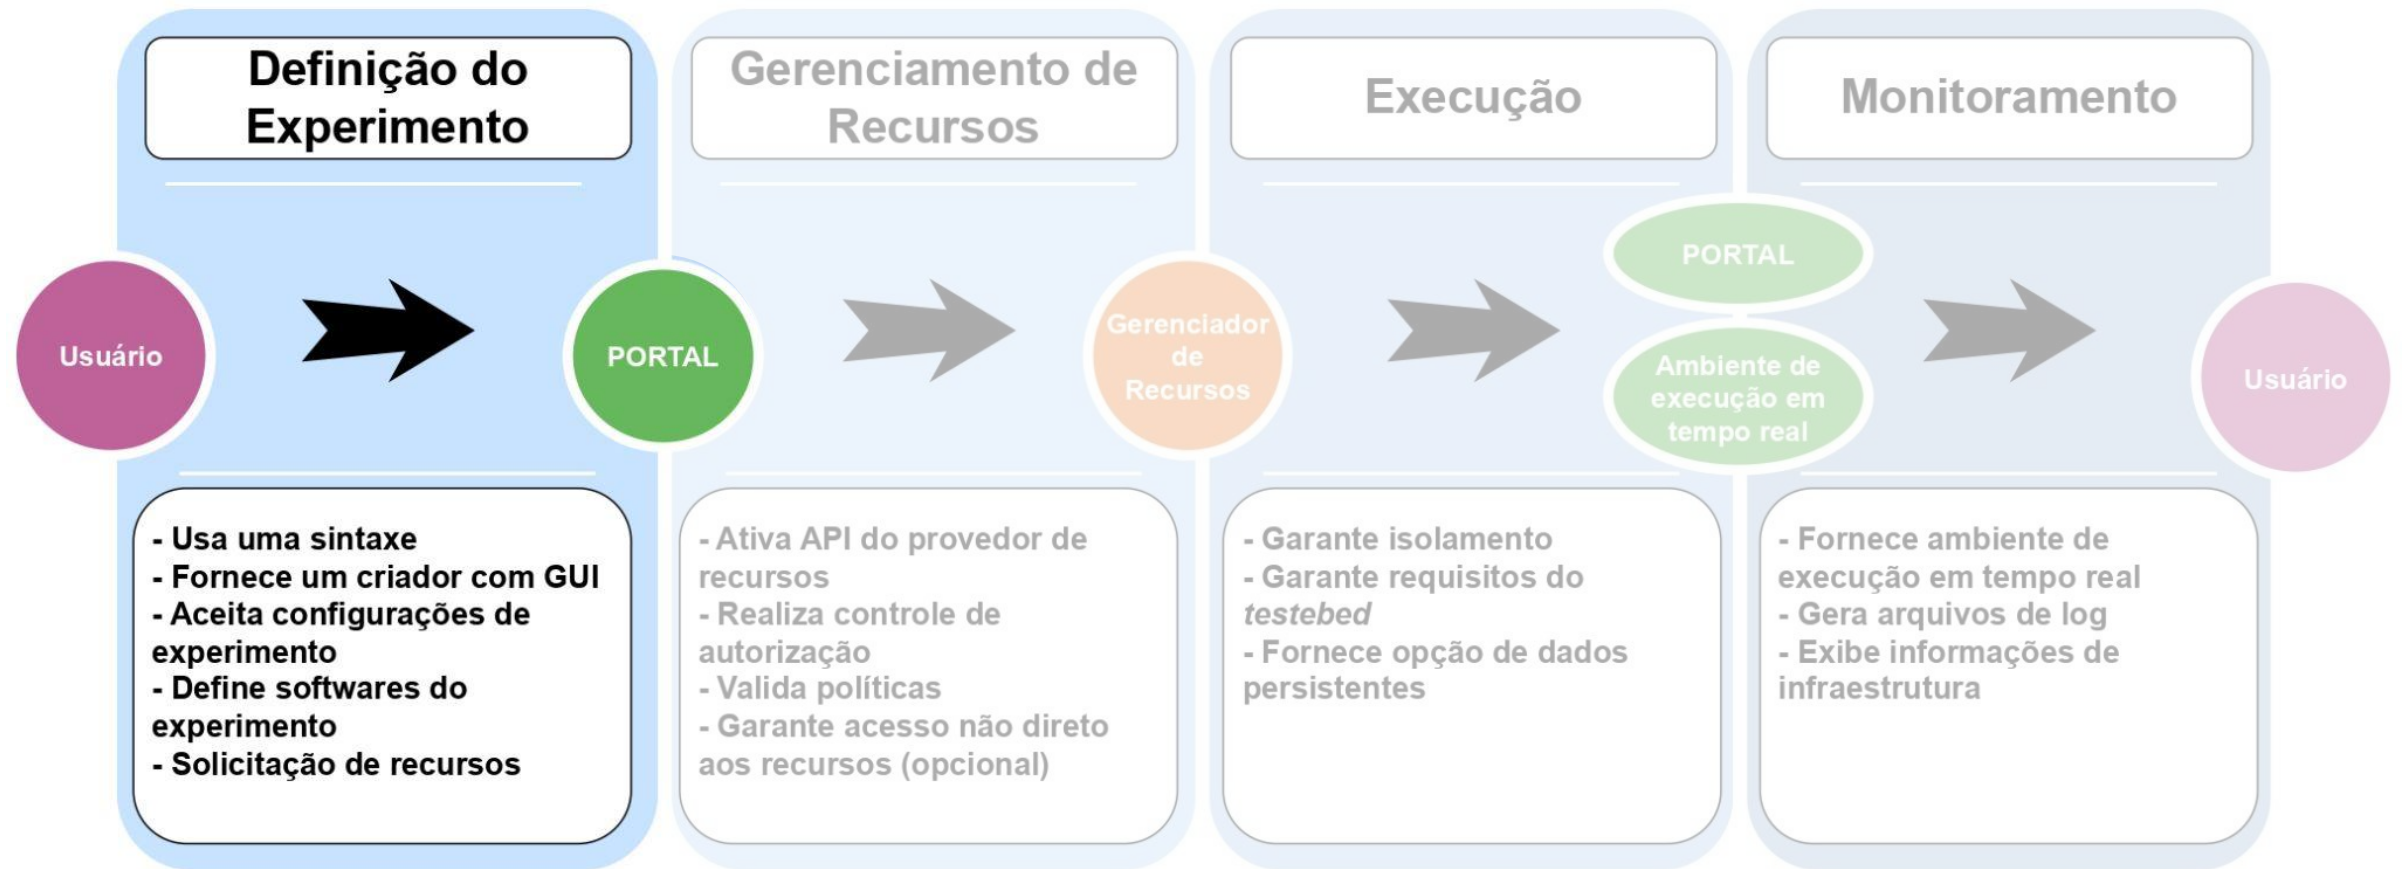 Definição do
Experimento
Gerenciamento de
Recursos
Execução
Monitoramento
Usuário
PORTAL
Gerenciador
de
Recursos
PORTAL
Ambiente de
execução em
tempo real
Usuário
- Usa uma sintaxe
- Fornece um criador com GUI
- Aceita configurações de
experimento
- Define softwares do
experimento
- Solicitação de recursos
- Ativa API do provedor de
recursos
- Realiza controle de
autorização
- Valida políticas
- Garante acesso não direto
aos recursos (opcional)
- Garante isolamento
- Garante requisitos do
testebed
- Fornece opção de dados
persistentes
- Fornece ambiente de
execução em tempo real
- Gera arquivos de log
- Exibe informações de
infraestrutura